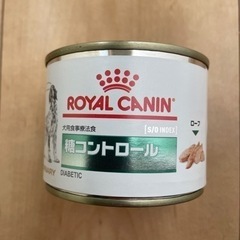 ROYAL CANIN
犬用食事療法食
S/O INDEX
ローフ
糖コントロール
DIABETIC